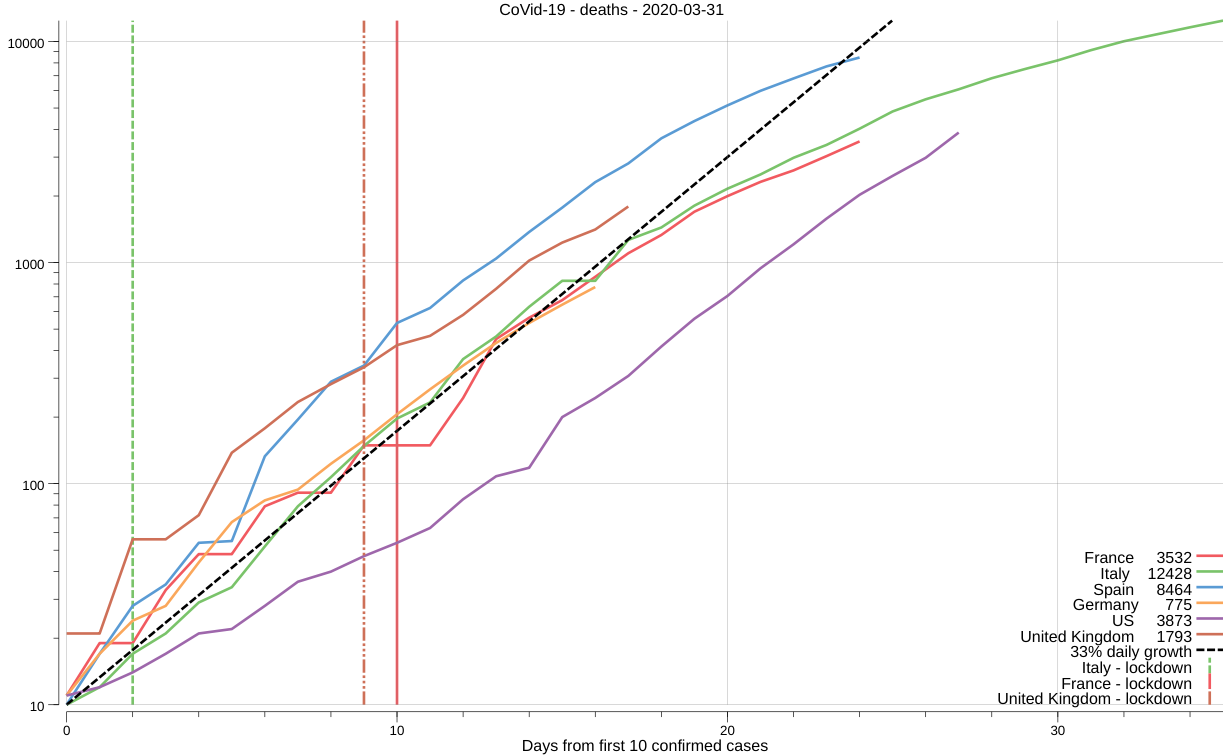 CoVid-19 - deaths - 2020-03-31
10000
1000
100
10
France 3532
Italy 12428
Spain 8464
Germany 775
US 3873
United Kingdom 1793
33% daily growth
Italy - lockdown
France - lockdown
United Kingdom - lockdown
0 10 20 30
Days from first 10 confirmed cases